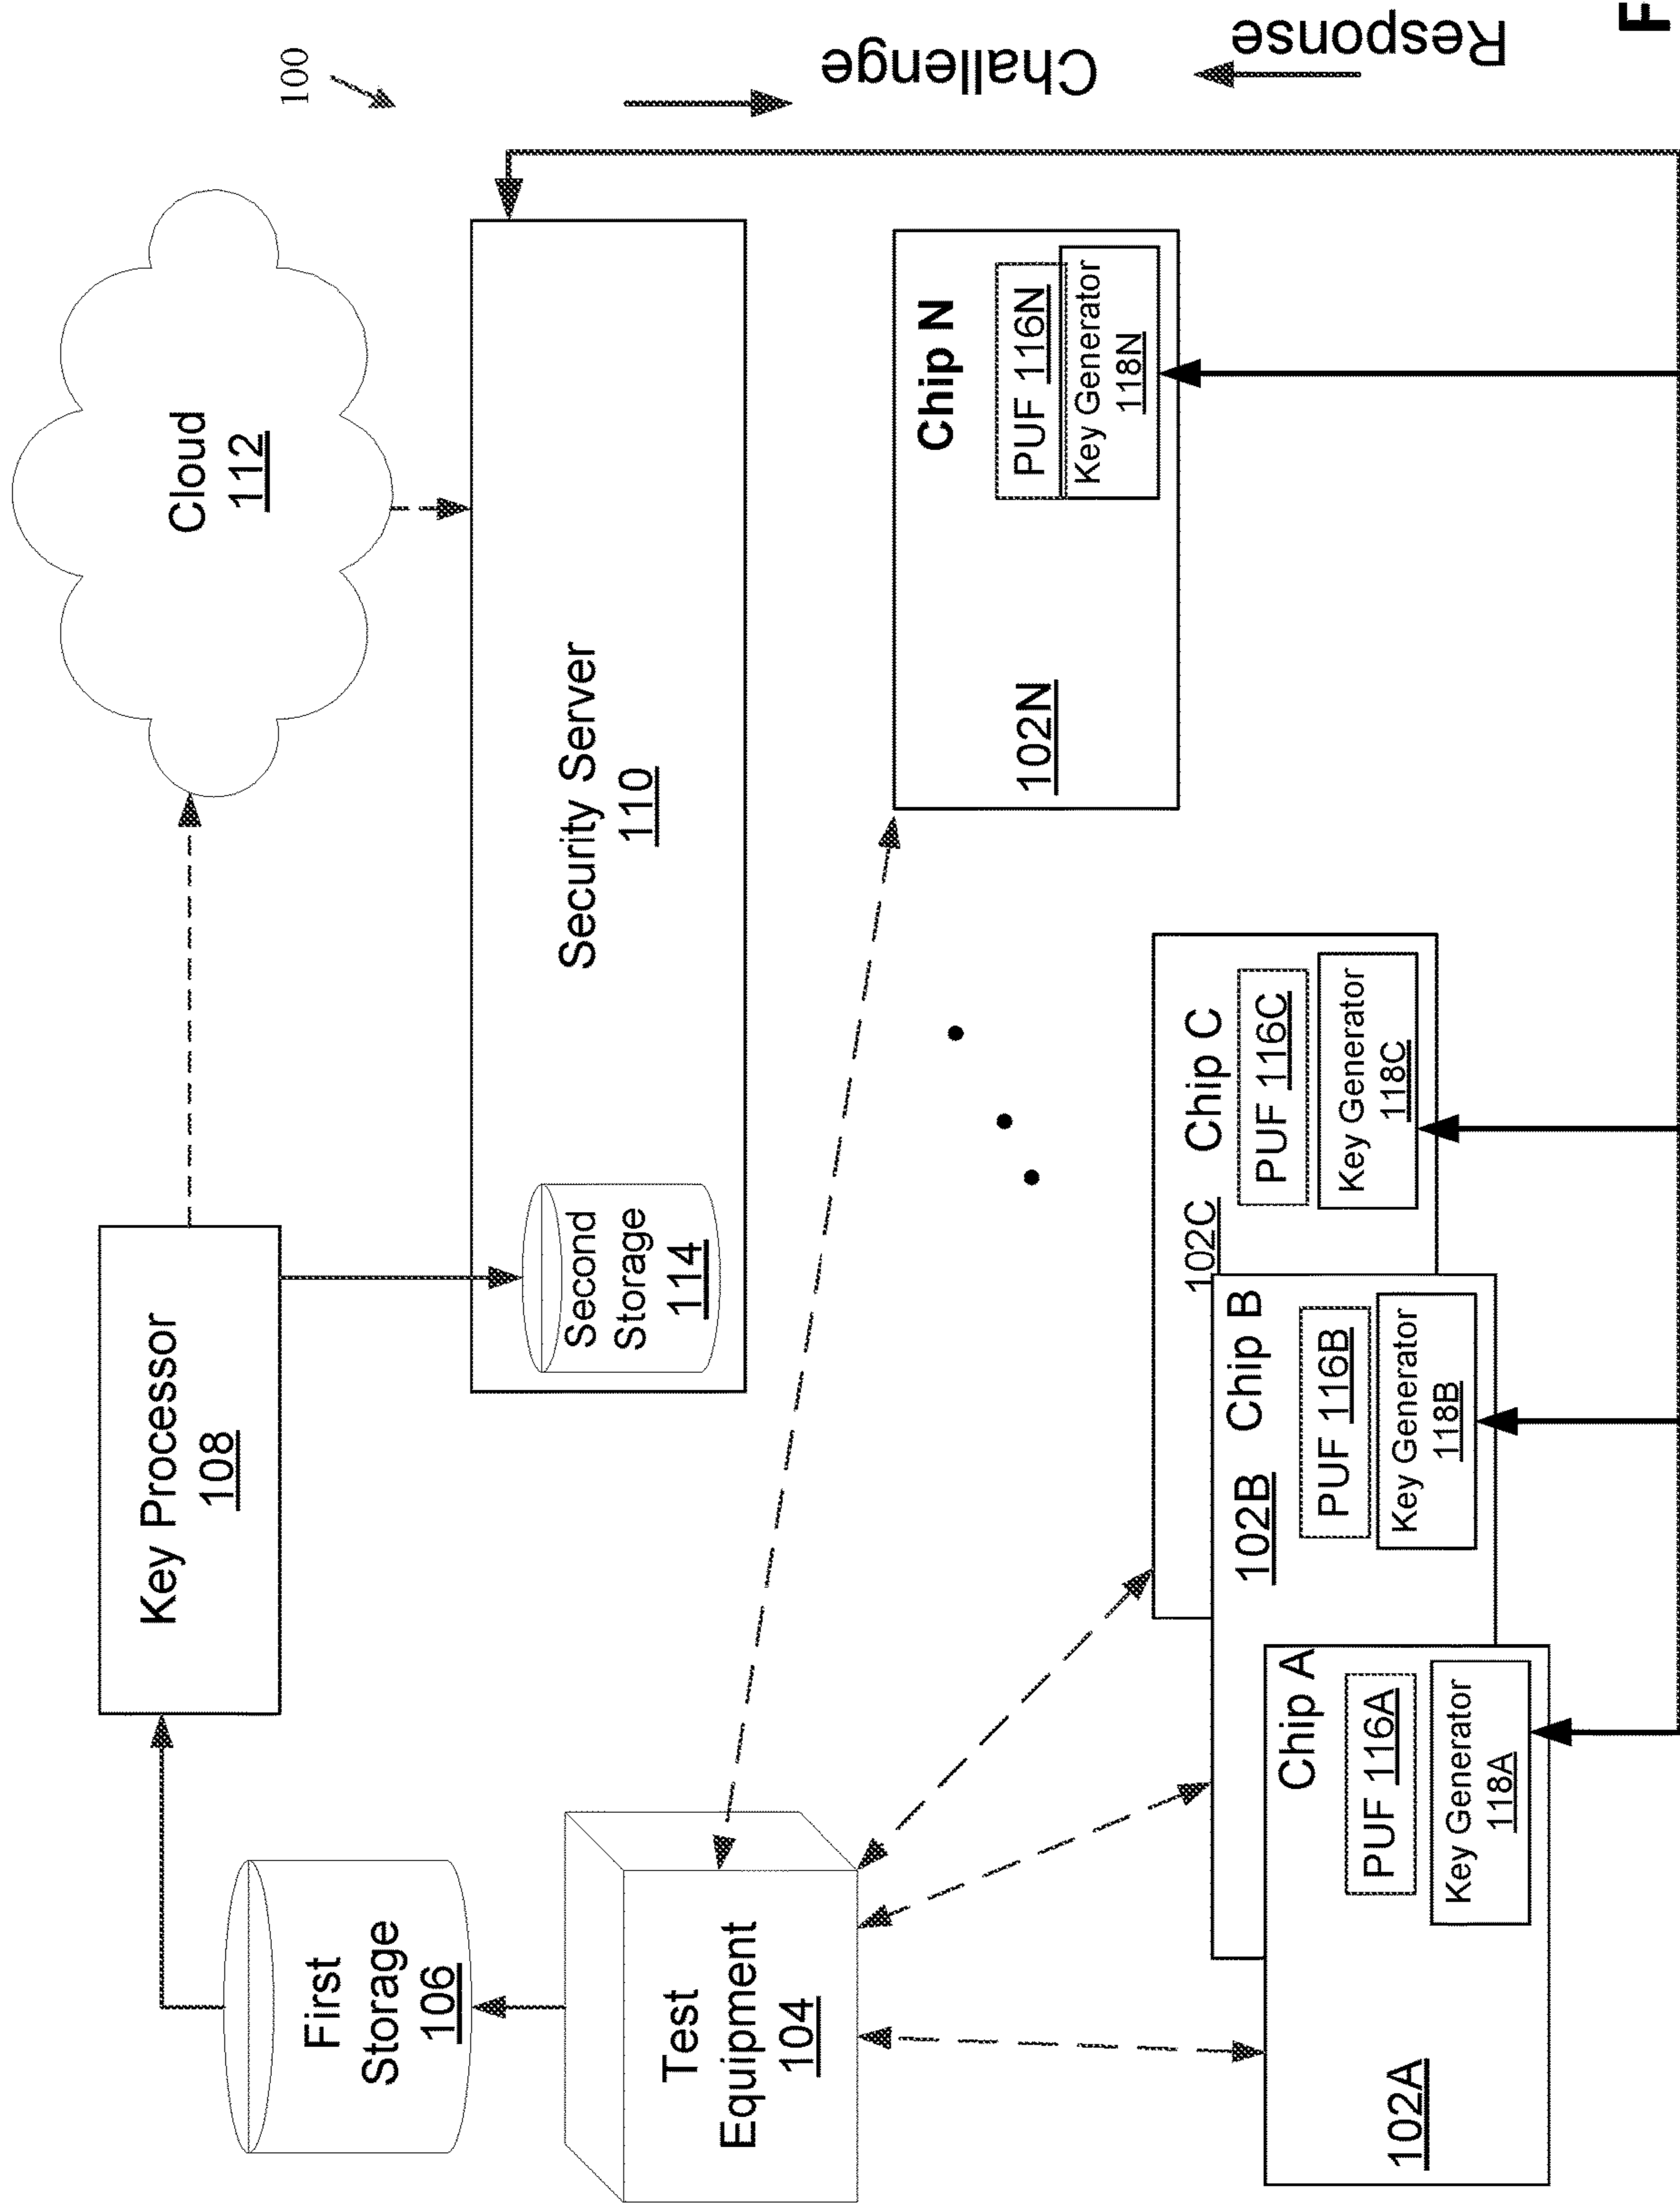 100
Cloud
112
Key Processor
108
First
Storage
106
Security Server
110
Second
Storage
114
Challenge
Response
Test
Equipment
104
Chip N
102N
PUF 116N
Key Generator
118N
Chip C
102C
PUF 116C
Key Generator
118C
Chip B
102B
PUF 116B
Key Generator
118B
Chip A
102A
PUF 116A
Key Generator
118A
F